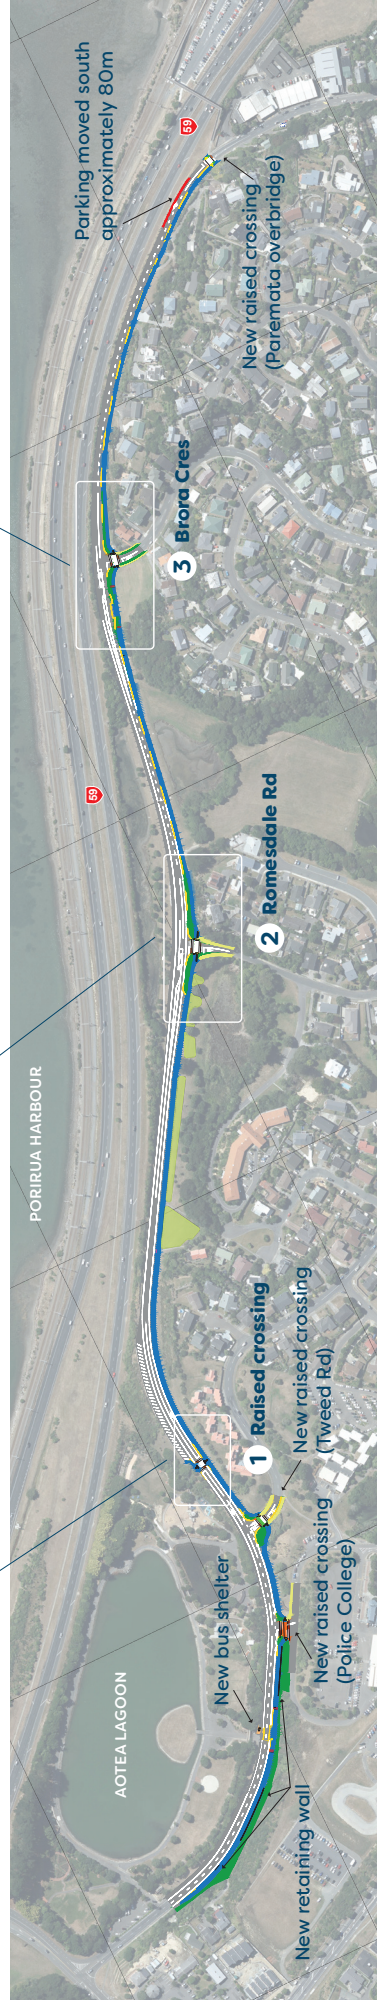 AOTEA LAGOON
PORIRUA HARBOUR
New retaining wall
New bus shelter
New raised crossing
(Police College)
New raised crossing
(Tweed Rd)
1 Raised crossing
2 Romesdale Rd
59
3 Brora Cres
Parking moved south
approximately 80m
59
New raised crossing
(Paremata overbridge)